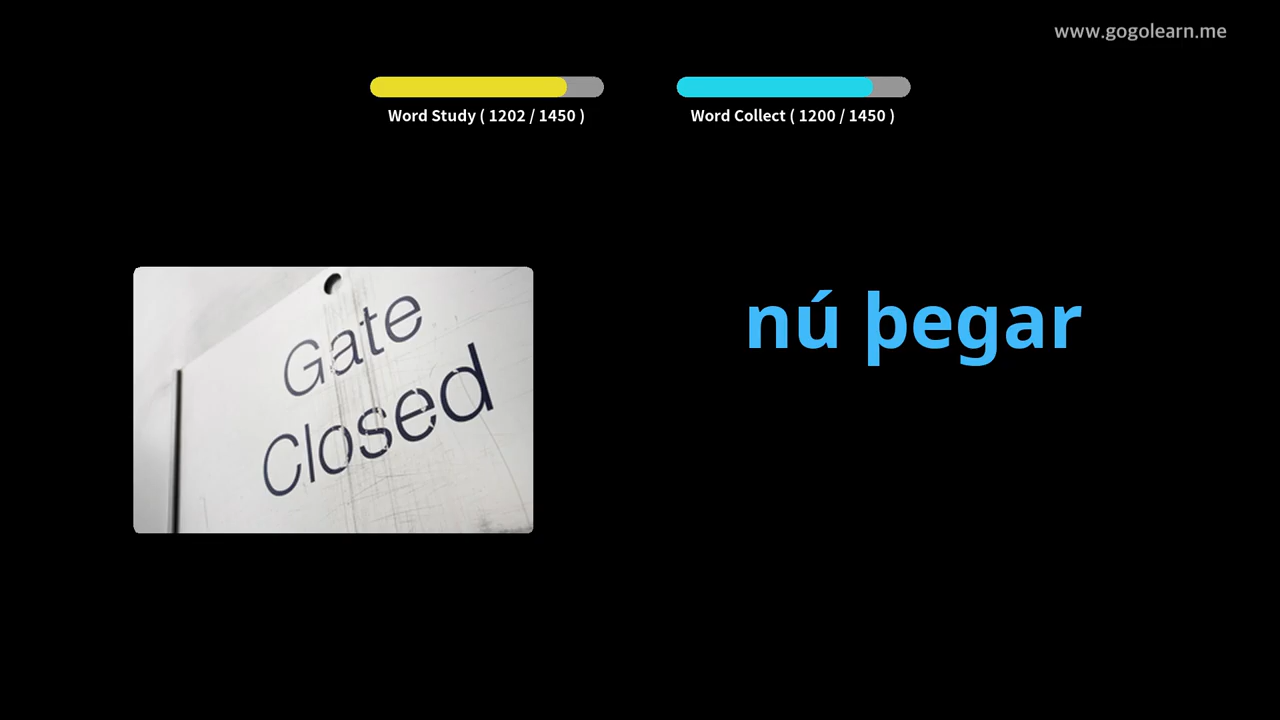 www.gogolearn.me
Word Study ( 1202 / 1450 )
Word Collect ( 1200 / 1450 )
Gate
Closed
nú þegar